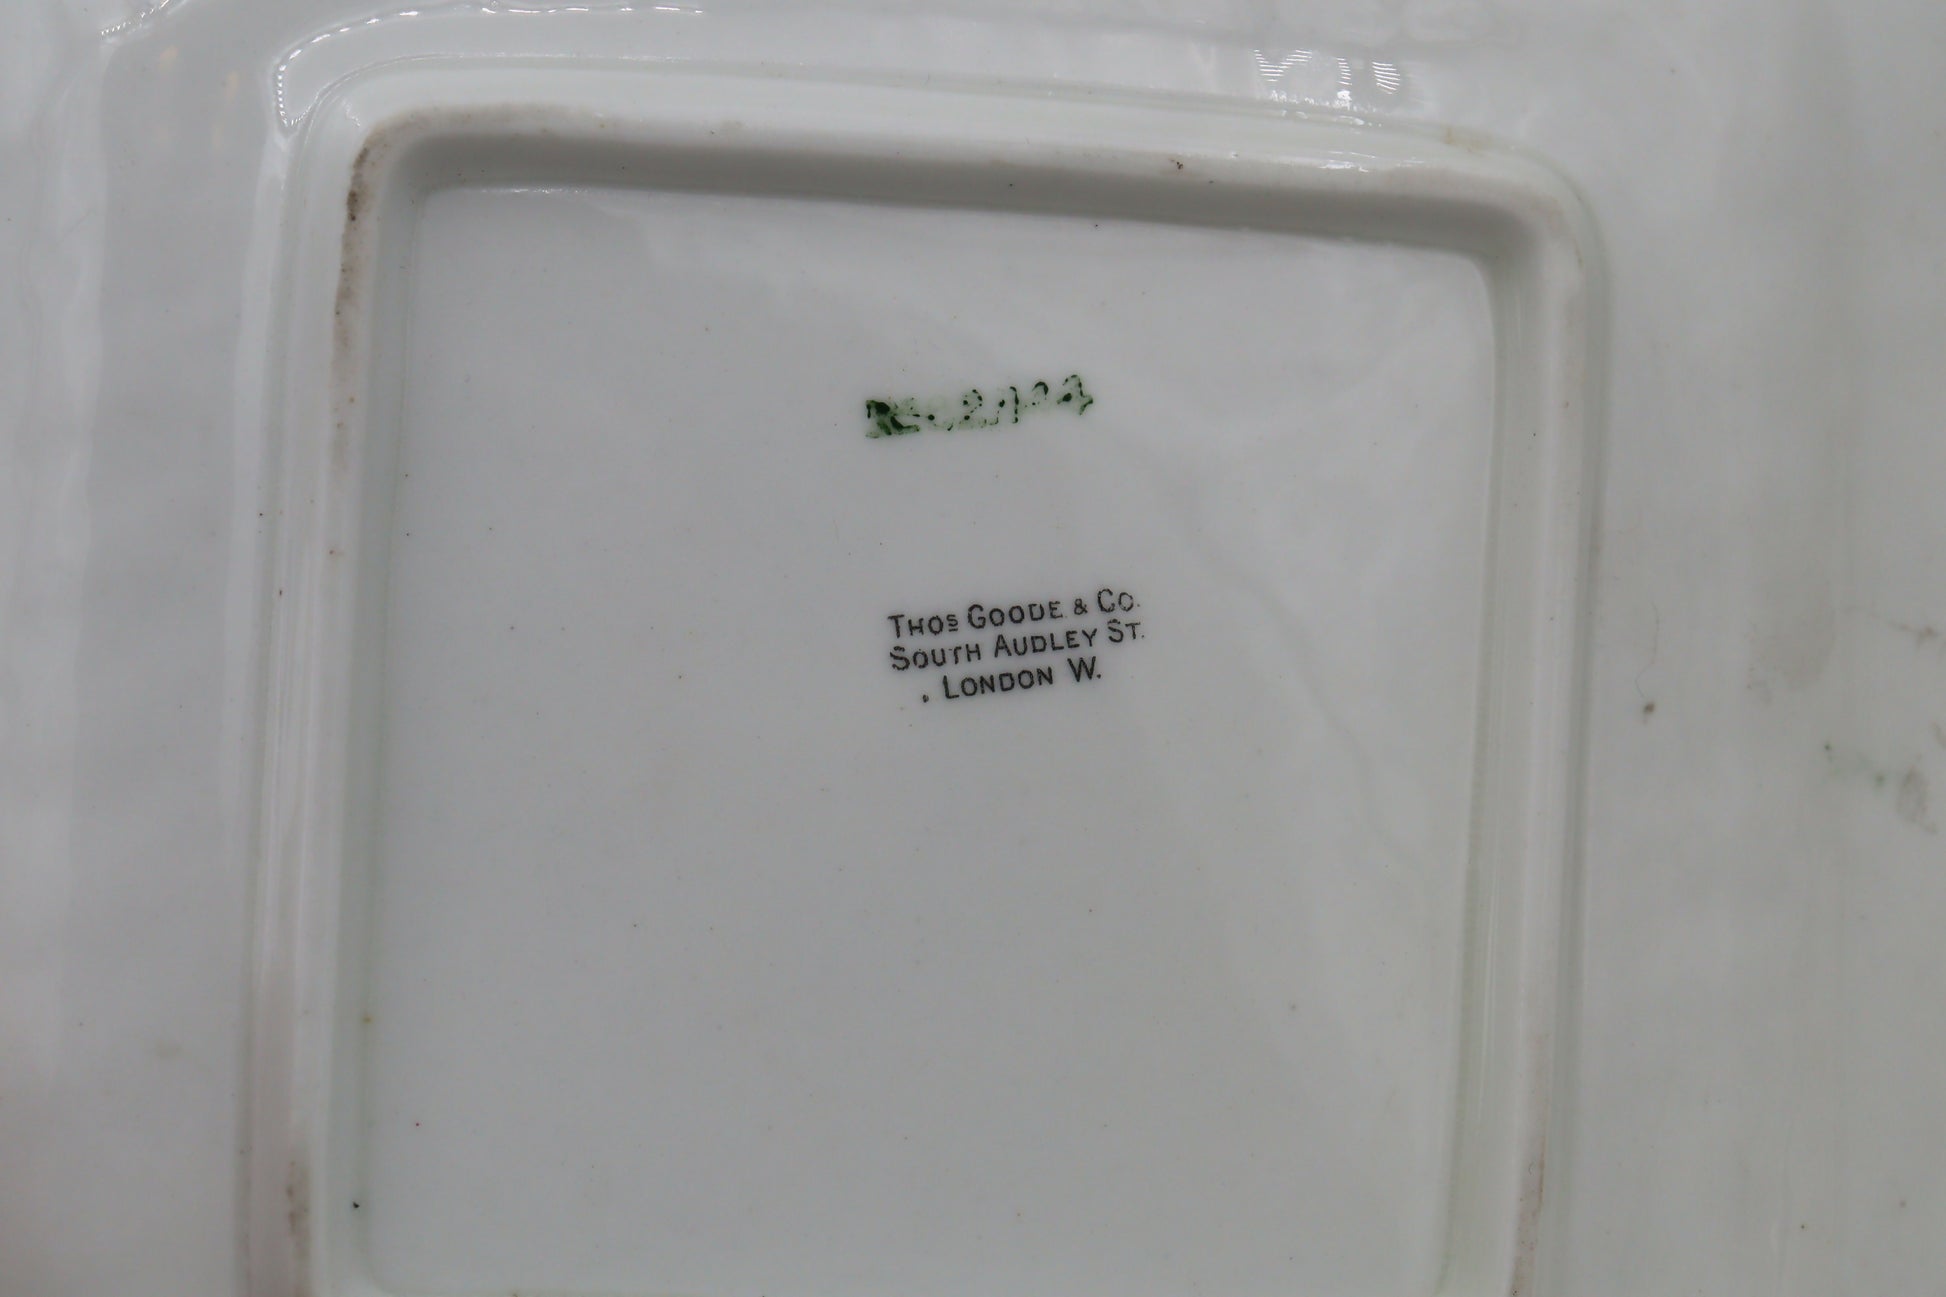 THOS GOODE & CO.
SOUTH AUDLEY ST.
LONDON W.